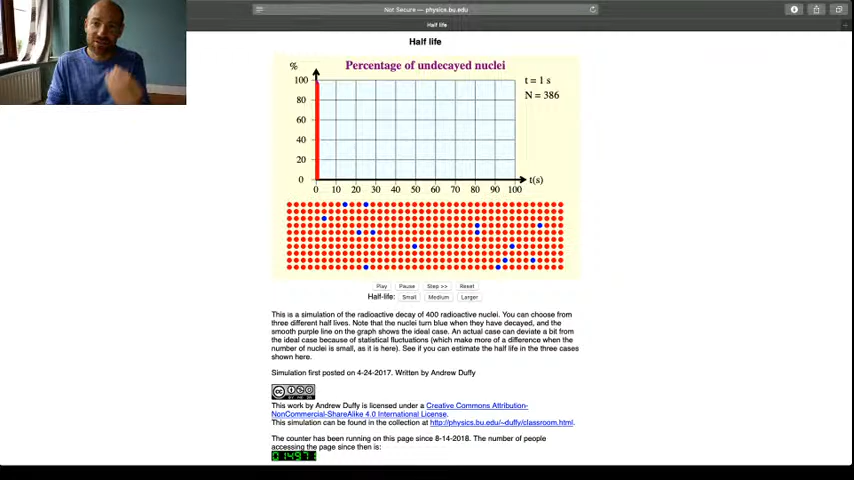 Not Secure — physics.bu.edu
Half life
Half life
Percentage of undecayed nuclei
%
t = 1 s
N = 386
100
80
60
40
20
0
0 10 20 30 40 50 60 70 80 90 100
t(s)
Play Pause Step >> Reset
Half-life: Small Medium Larger
This is a simulation of the radioactive decay of 400 radioactive nuclei. You can choose from
three different half lives. Note that the nuclei turn blue when they have decayed, and the
smooth purple line on the graph shows the ideal case. An actual case can deviate a bit from
the ideal case because of statistical fluctuations (which make more of a difference when the
number of nuclei is small, as it is here). See if you can estimate the half life in the three cases
shown here.
Simulation first posted on 4-24-2017. Written by Andrew Duffy
This work by Andrew Duffy is licensed under a Creative Commons Attribution-
NonCommercial-ShareAlike 4.0 International License.
This simulation can be found in the collection at http://physics.bu.edu/~duffy/classroom.html.
The counter has been running on this page since 8-14-2018. The number of people
accessing the page since then is: